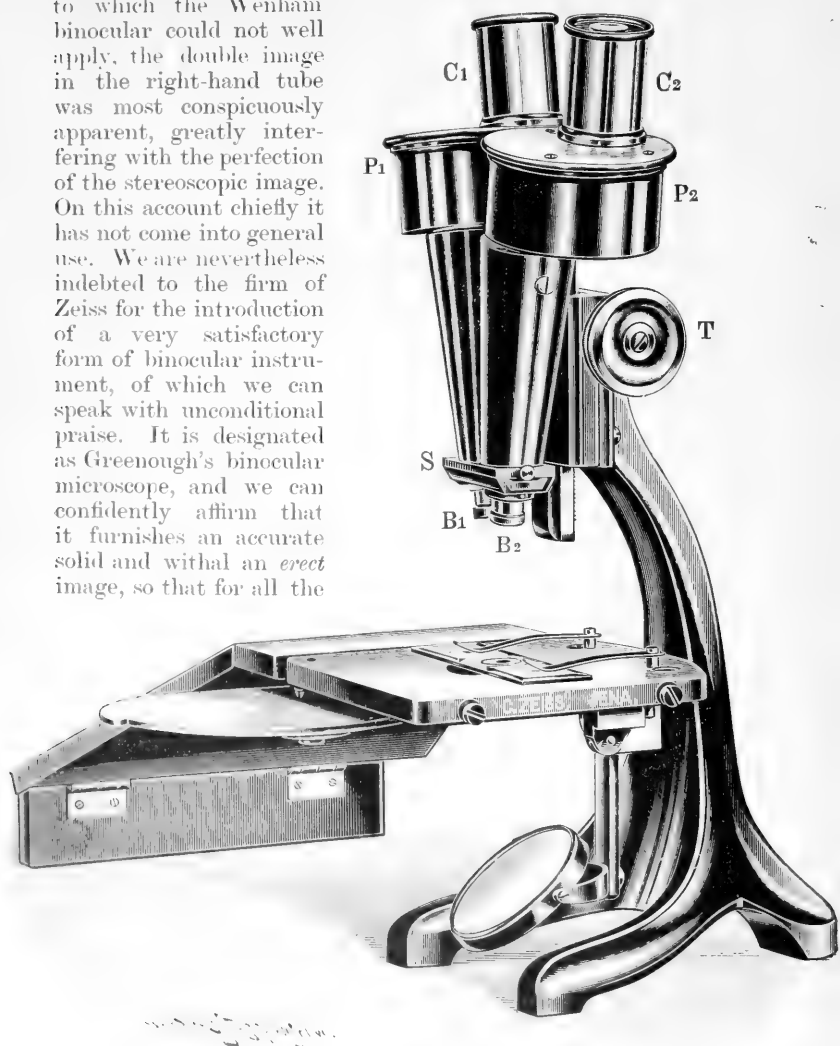 to which the Wenham
binocular could not well
apply, the double image
in the right-hand tube
was most conspicuously
apparent, greatly inter-
fering with the perfection
of the stereoscopic image.
On this account chiefly it
has not come into general
use. We are nevertheless
indebted to the firm of
Zeiss for the introduction
of a very satisfactory
form of binocular instru-
ment, of which we can
speak with unconditional
praise. It is designated
as Greenough's binocular
microscope, and we can
confidently affirm that
it furnishes an accurate
solid and withal an erect
image, so that for all the
C1
C2
P1
P2
T
S
B1
B2
C. ZEISS JENA